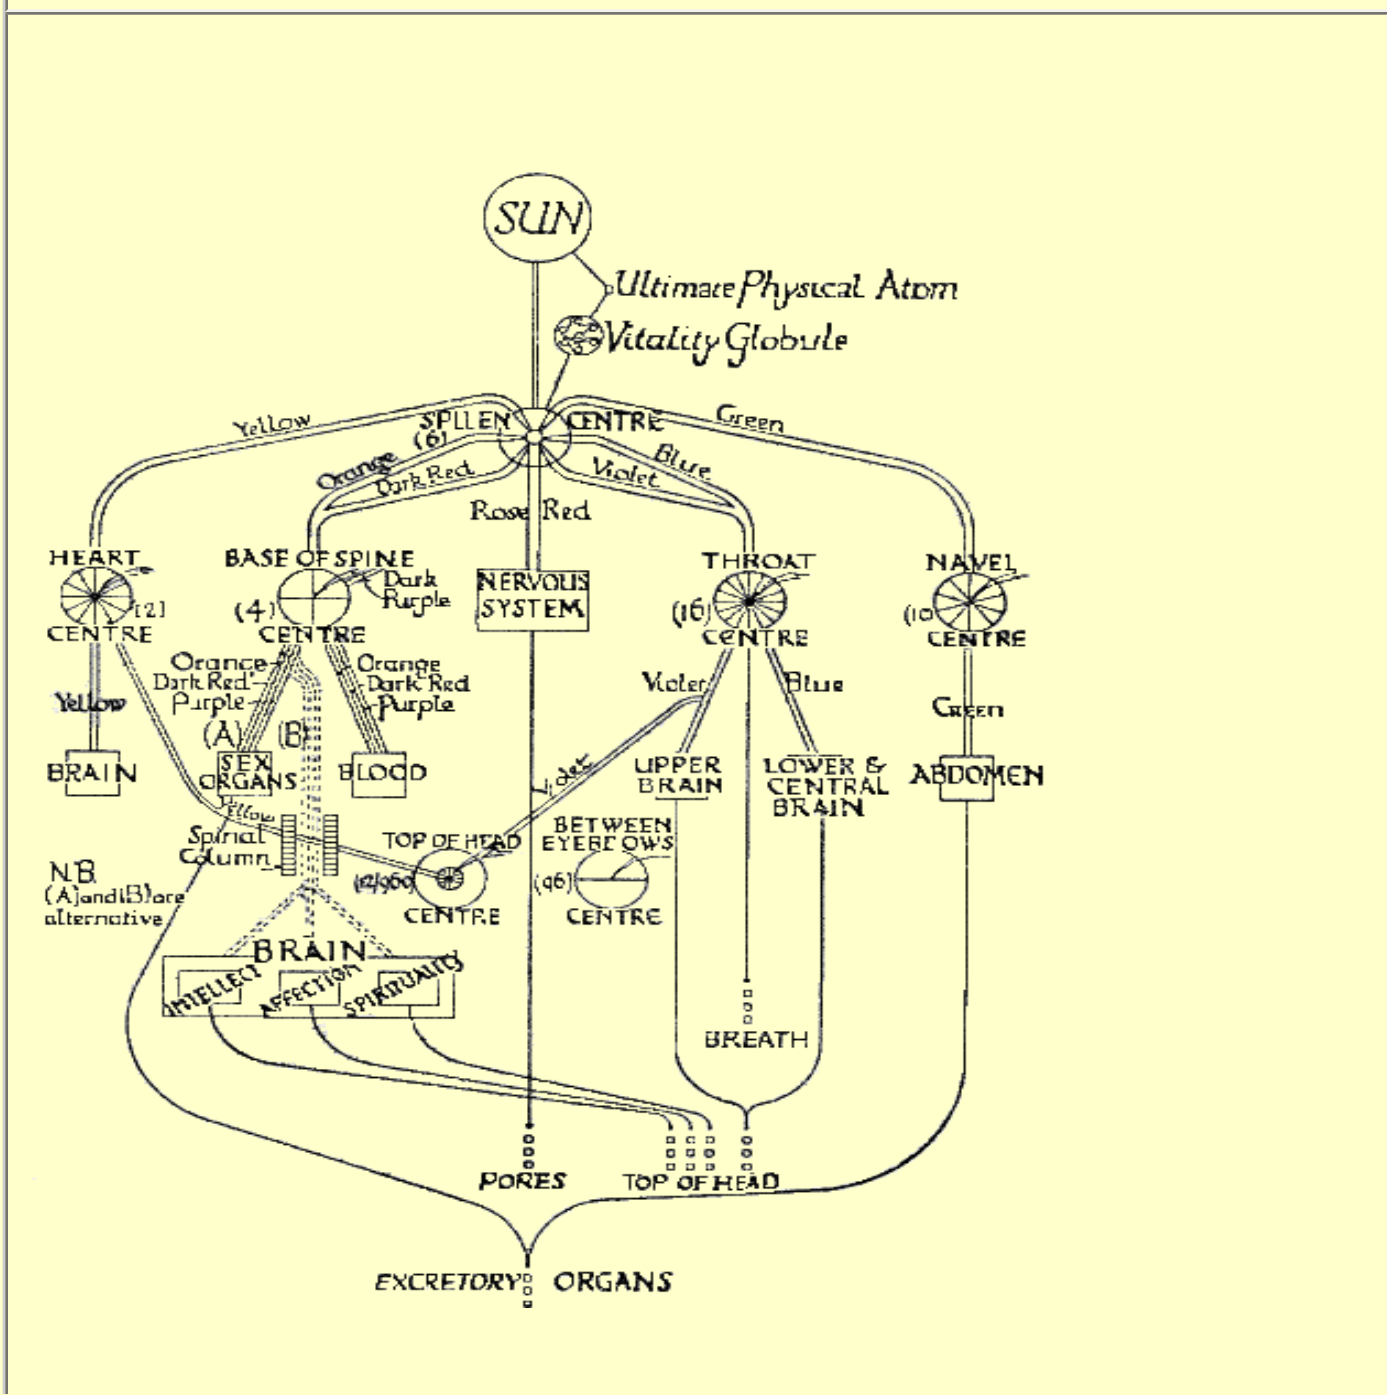 SUN
Ultimate Physical Atom
Vitality Globule
Yellow
SPLLEN CENTRE
(6)
Green
Orange
Dark Red
Violet
Blue
Rose Red
HEART
CENTRE
BASE OF SPINE
(4)
CENTRE
Dark
Purple
NERVOUS
SYSTEM
THROAT
(16)
CENTRE
NAVEL
CENTRE
Yellow
BRAIN
Orange
Dark Red
Purple
(A)
(B)
Orange
Dark Red
Purple
SEX
ORGANS
BLOOD
Violet
Blue
Green
UPPER
BRAIN
LOWER &
CENTRAL
BRAIN
ABDOMEN
Yellow
Violet
Spinal
Column
TOP OF HEAD
(12/960)
CENTRE
BETWEEN
EYEBROWS
(96)
CENTRE
N.B.
(A) and (B) are
alternative
BRAIN
INTELLECT
AFFECTION
SPIRITUALITY
BREATH
PORES
TOP OF HEAD
EXCRETORY ORGANS